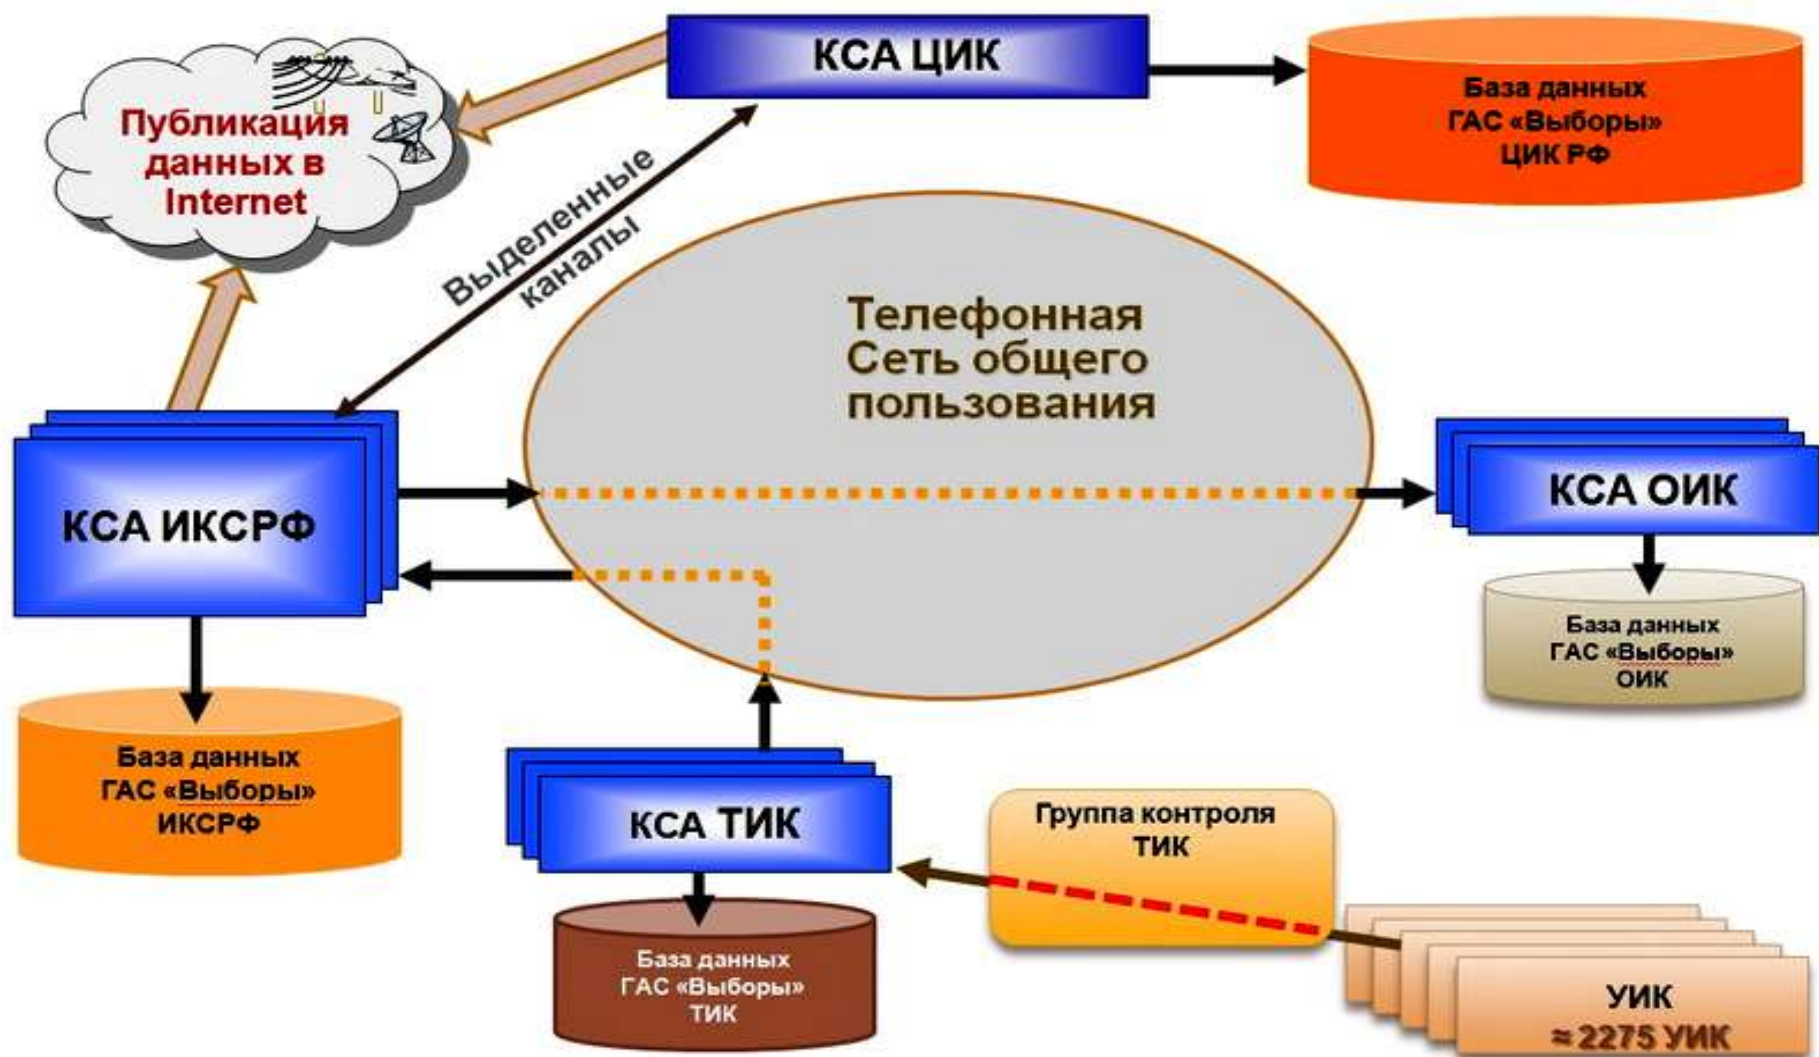 КСА ЦИК
База данных
ГАС «Выборы»
ЦИК РФ
Публикация
данных в
Internet
Выделенные
каналы
Телефонная
Сеть общего
пользования
КСА ИКСРФ
КСА ОИК
База данных
ГАС «Выборы»
ОИК
База данных
ГАС «Выборы»
ИКСРФ
КСА ТИК
Группа контроля
ТИК
База данных
ГАС «Выборы»
ТИК
УИК
≈ 2275 УИК